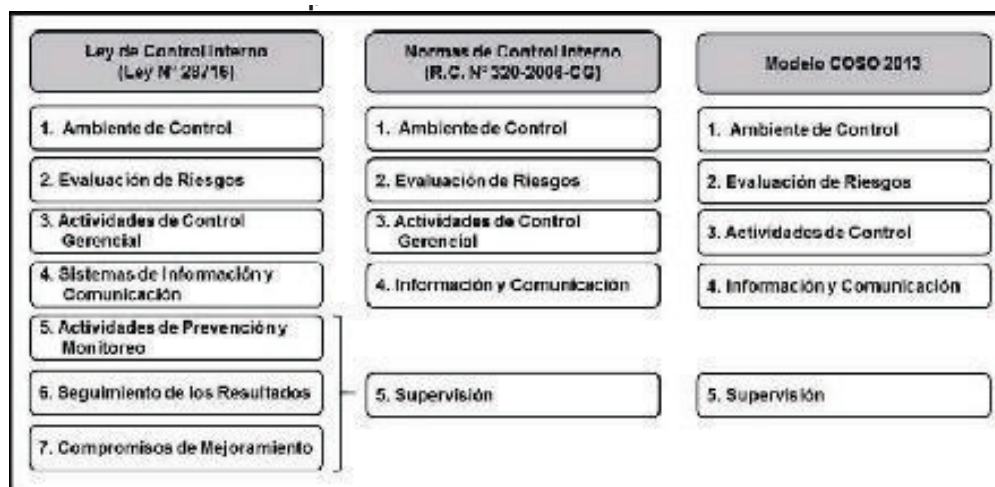 Ley de Control Interno
(Ley N° 28716)
1. Ambiente de Control
2. Evaluación de Riesgos
3. Actividades de Control
Gerencial
4. Sistemas de Información y
Comunicación
5. Actividades de Prevención y
Monitoreo
6. Seguimiento de los Resultados
7. Compromisos de Mejoramiento
Normas de Control Interno
(R.C. N° 320-2006-CG)
1. Ambiente de Control
2. Evaluación de Riesgos
3. Actividades de Control
Gerencial
4. Información y Comunicación
5. Supervisión
Modelo COSO 2013
1. Ambiente de Control
2. Evaluación de Riesgos
3. Actividades de Control
4. Información y Comunicación
5. Supervisión